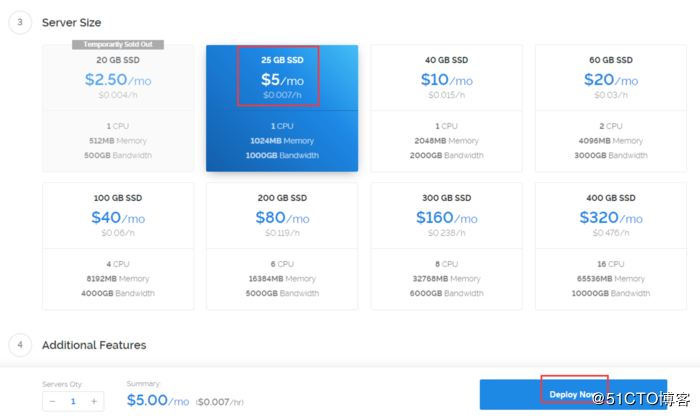 3 Server Size
Temporarily Sold Out
20 GB SSD
$2.50/mo
$0.004/h
1 CPU
512MB Memory
500GB Bandwidth
25 GB SSD
$5/mo
$0.007/h
1 CPU
1024MB Memory
1000GB Bandwidth
40 GB SSD
$10/mo
$0.015/h
1 CPU
2048MB Memory
2000GB Bandwidth
60 GB SSD
$20/mo
$0.03/h
2 CPU
4096MB Memory
3000GB Bandwidth
100 GB SSD
$40/mo
$0.06/h
4 CPU
8192MB Memory
4000GB Bandwidth
200 GB SSD
$80/mo
$0.119/h
6 CPU
16384MB Memory
5000GB Bandwidth
300 GB SSD
$160/mo
$0.238/h
8 CPU
32768MB Memory
6000GB Bandwidth
400 GB SSD
$320/mo
$0.476/h
16 CPU
65536MB Memory
10000GB Bandwidth
4 Additional Features
Servers Qty:
− 1 +
Summary:
$5.00/mo ($0.007/hr)
Deploy Now
@51CTO博客